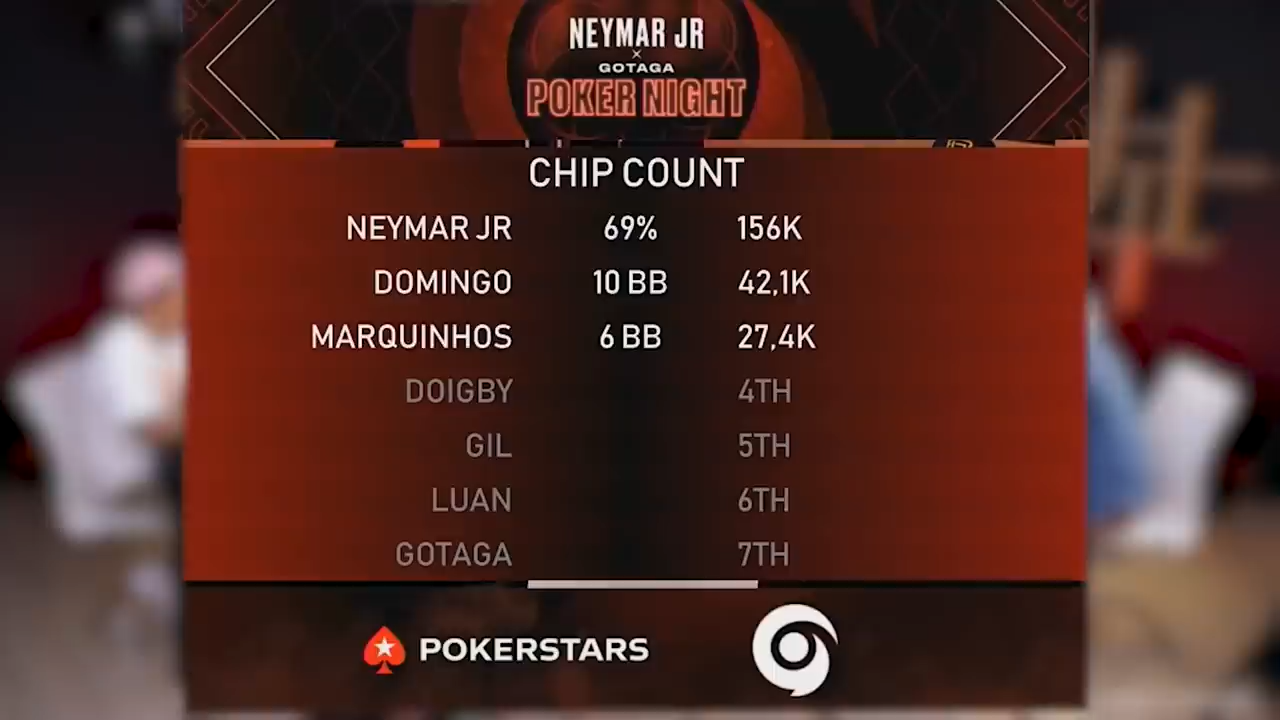 NEYMAR JR
×
GOTAGA
POKER NIGHT
CHIP COUNT
NEYMAR JR 69% 156K
DOMINGO 10 BB 42,1K
MARQUINHOS 6 BB 27,4K
DOIGBY 4TH
GIL 5TH
LUAN 6TH
GOTAGA 7TH
POKERSTARS